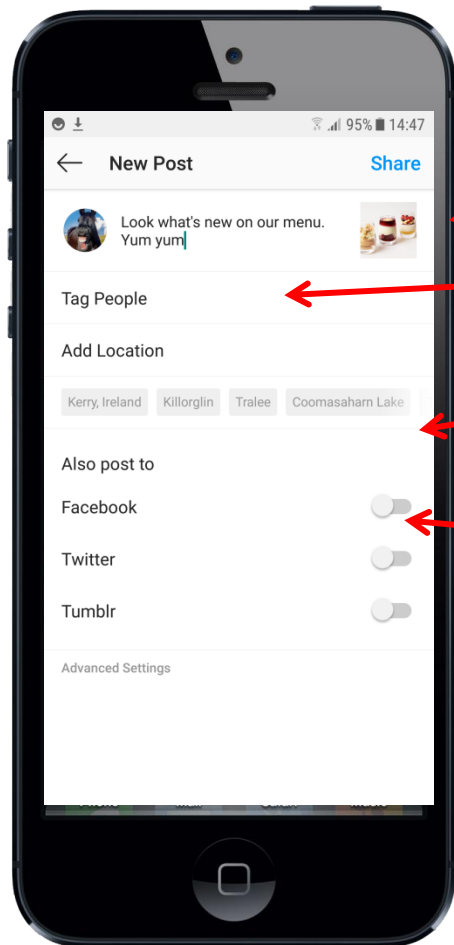 95% 14:47
New Post Share
Look what's new on our menu.
Yum yum
Tag People
Add Location
Kerry, Ireland Killorglin Tralee Coomasaharn Lake
Also post to
Facebook
Twitter
Tumblr
Advanced Settings